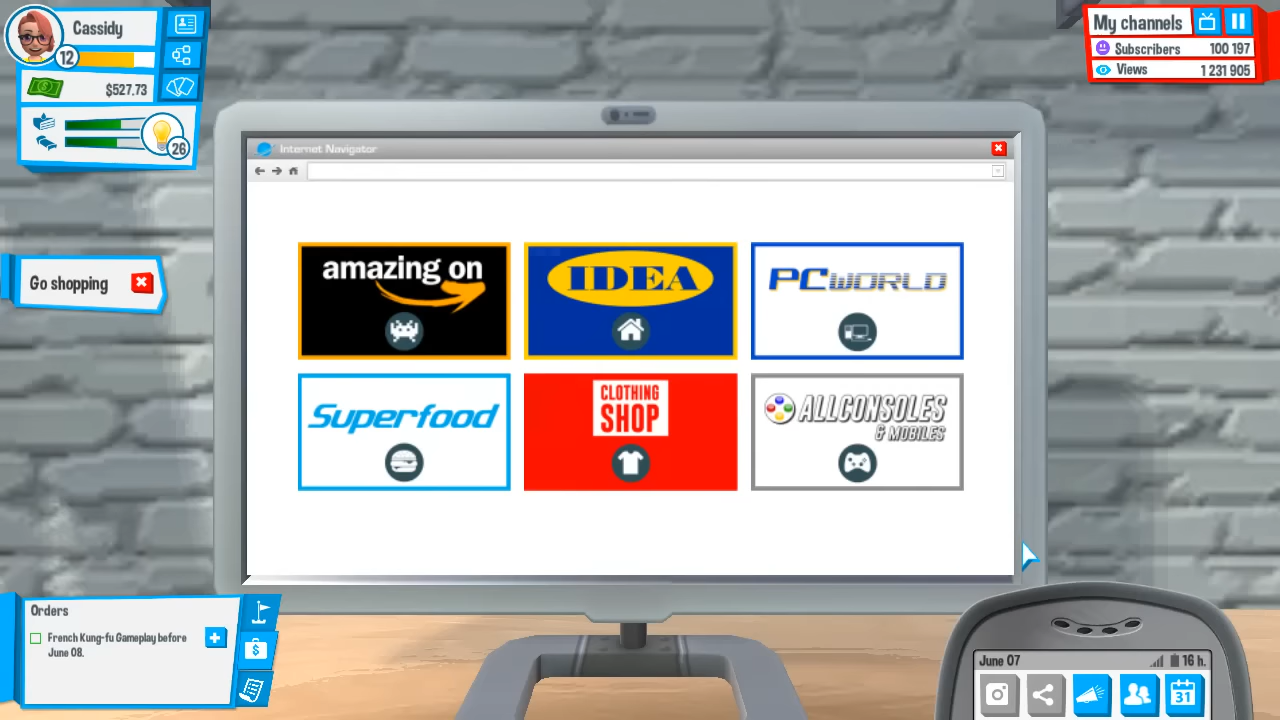 Cassidy
12
$527.73
26
My channels
Subscribers 100 197
Views 1 231 905
Internet Navigator
Go shopping
amazing on
IDEA
PC WORLD
Superfood
CLOTHING
SHOP
ALLCONSOLES
& MOBILES
Orders
French Kung-fu Gameplay before
June 08.
June 07
16 h.
31